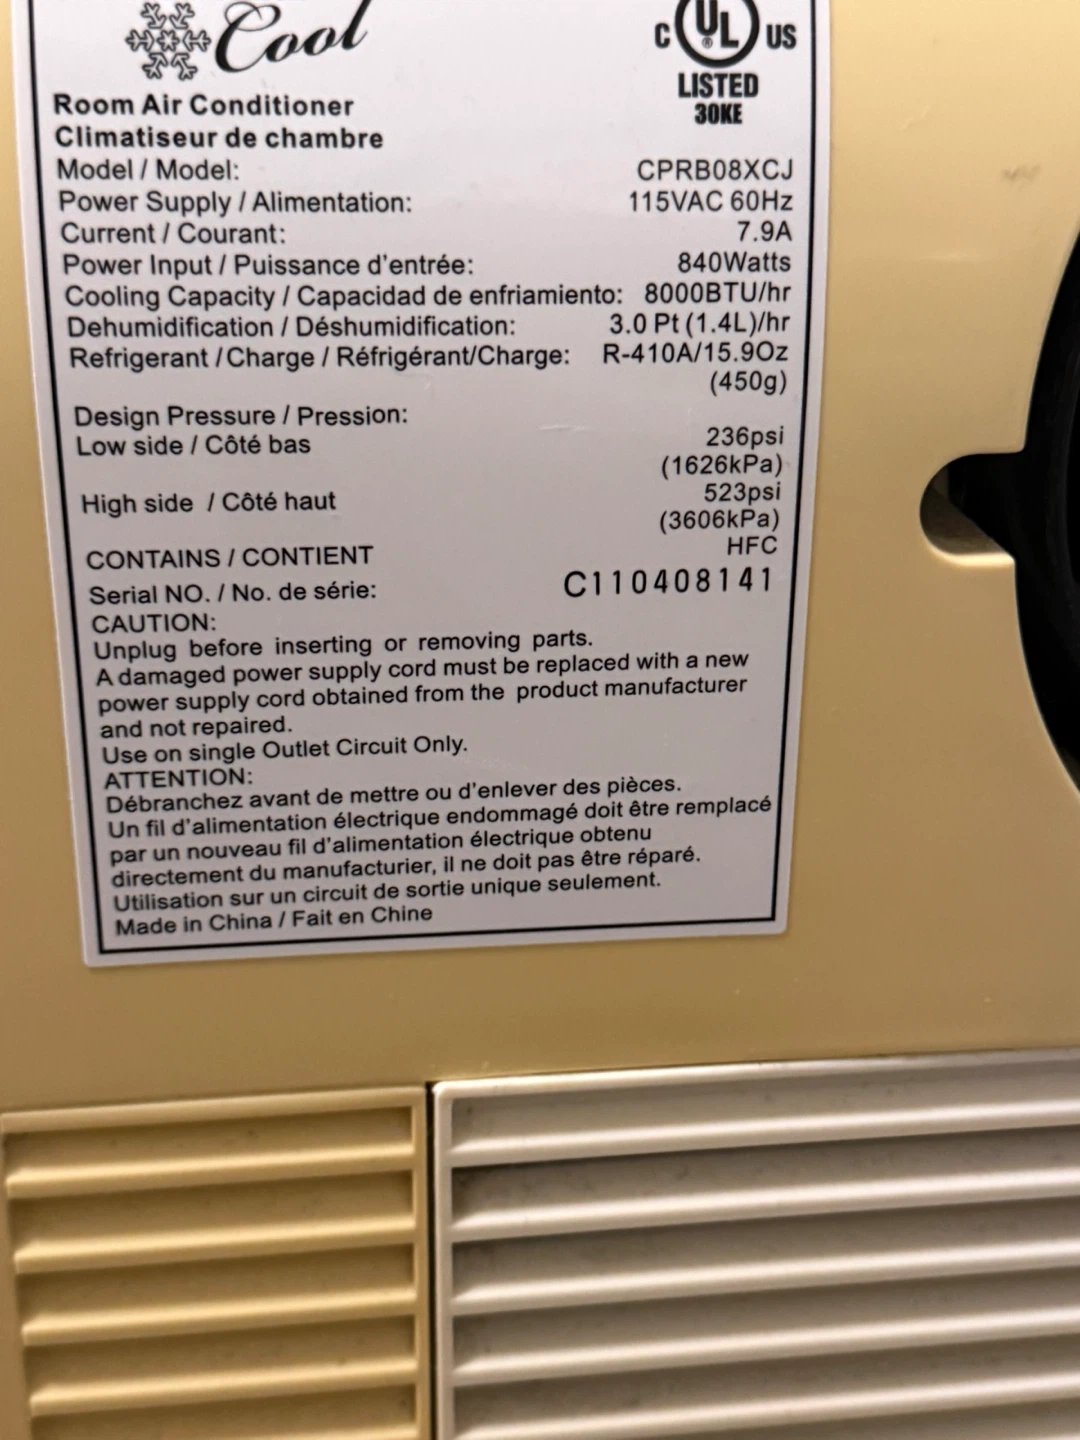 Cool
C UL® US
LISTED
30KE
Room Air Conditioner
Climatiseur de chambre
Model / Model: CPRB08XCJ
Power Supply / Alimentation: 115VAC 60Hz
Current / Courant: 7.9A
Power Input / Puissance d'entrée: 840Watts
Cooling Capacity / Capacidad de enfriamiento: 8000BTU/hr
Dehumidification / Déshumidification: 3.0 Pt (1.4L)/hr
Refrigerant / Charge / Réfrigérant/Charge: R-410A/15.9Oz
(450g)
Design Pressure / Pression:
Low side / Côté bas 236psi
(1626kPa)
High side / Côté haut 523psi
(3606kPa)
CONTAINS / CONTIENT HFC
Serial NO. / No. de série: C110408141
CAUTION:
Unplug before inserting or removing parts.
A damaged power supply cord must be replaced with a new
power supply cord obtained from the product manufacturer
and not repaired.
Use on single Outlet Circuit Only.
ATTENTION:
Débranchez avant de mettre ou d'enlever des pièces.
Un fil d'alimentation électrique endommagé doit être remplacé
par un nouveau fil d'alimentation électrique obtenu
directement du manufacturier, il ne doit pas être réparé.
Utilisation sur un circuit de sortie unique seulement.
Made in China / Fait en Chine